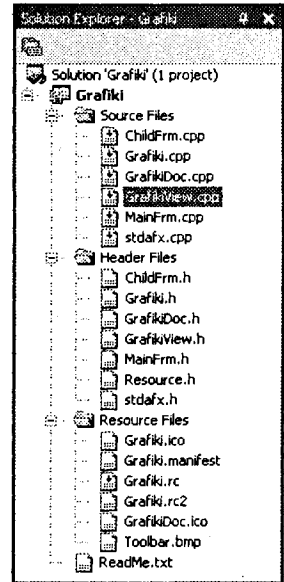 Solution Explorer - Grafiki
Solution 'Grafiki' (1 project)
Grafiki
Source Files
ChildFrm.cpp
Grafiki.cpp
GrafikiDoc.cpp
GrafikiView.cpp
MainFrm.cpp
stdafx.cpp
Header Files
ChildFrm.h
Grafiki.h
GrafikiDoc.h
GrafikiView.h
MainFrm.h
Resource.h
stdafx.h
Resource Files
Grafiki.ico
Grafiki.manifest
Grafiki.rc
Grafiki.rc2
GrafikiDoc.ico
Toolbar.bmp
ReadMe.txt